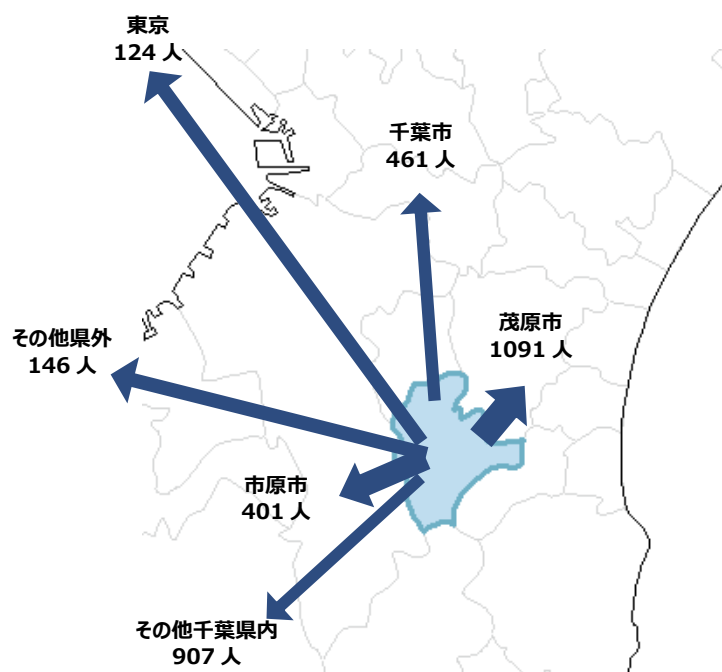 東京
124 人
千葉市
461 人
茂原市
1091 人
その他県外
146 人
市原市
401 人
その他千葉県内
907 人